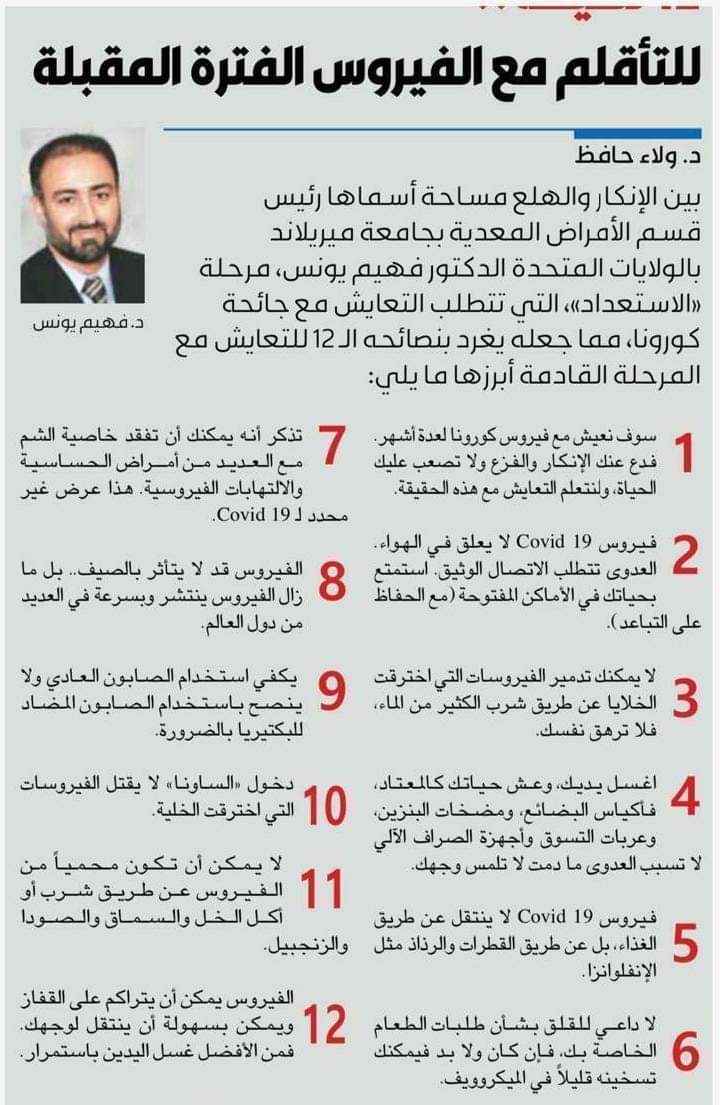 للتأقلم مع الفيروس الفترة المقبلة
د. ولاء حافظ
بين الإنكار والهلع مساحة أسماها رئيس
قسم الأمراض المعدية بجامعة ميريلاند
بالولايات المتحدة الدكتور فهيم يونس، مرحلة
«الاستعداد»، التي تتطلب التعايش مع جائحة
كورونا، مما جعله يغرد بنصائحه الـ 12 للتعايش مع
المرحلة القادمة أبرزها ما يلي:
د. فهيم يونس
1 سوف نعيش مع فيروس كورونا لعدة أشهر.
فدع عنك الإنكار والفزع ولا تصعب عليك
الحياة، ولنتعلم التعايش مع هذه الحقيقة.
2 فيروس Covid 19 لا يعلق في الهواء.
العدوى تتطلب الاتصال الوثيق. استمتع
بحياتك في الأماكن المفتوحة (مع الحفاظ
على التباعد).
3 لا يمكنك تدمير الفيروسات التي اخترقت
الخلايا عن طريق شرب الكثير من الماء،
فلا ترهق نفسك.
4 اغسل يديك، وعش حياتك كالمعتاد،
فأكياس البضائع، ومضخات البنزين،
وعربات التسوق وأجهزة الصراف الآلي
لا تسبب العدوى ما دمت لا تلمس وجهك.
5 فيروس Covid 19 لا ينتقل عن طريق
الغذاء، بل عن طريق القطرات والرذاذ مثل
الإنفلوانزا.
6 لا داعي للقلق بشأن طلبات الطعام
الخاصة بك، فإن كان ولا بد فيمكنك
تسخينه قليلاً في الميكروويف.
7 تذكر أنه يمكنك أن تفقد خاصية الشم
مع العديد من أمراض الحساسية
والالتهابات الفيروسية. هذا عرض غير
محدد لـ Covid 19.
8 الفيروس قد لا يتأثر بالصيف.. بل ما
زال الفيروس ينتشر وبسرعة في العديد
من دول العالم.
9 يكفي استخدام الصابون العادي ولا
ينصح باستخدام الصابون المضاد
للبكتيريا بالضرورة.
10 دخول «الساونا» لا يقتل الفيروسات
التي اخترقت الخلية.
11 لا يمكن أن تكون محمياً من
الفيروس عن طريق شرب أو
أكل الخل والسماق والصودا
والزنجبيل.
12 الفيروس يمكن أن يتراكم على القفاز
ويمكن بسهولة أن ينتقل لوجهك.
فمن الأفضل غسل اليدين باستمرار.